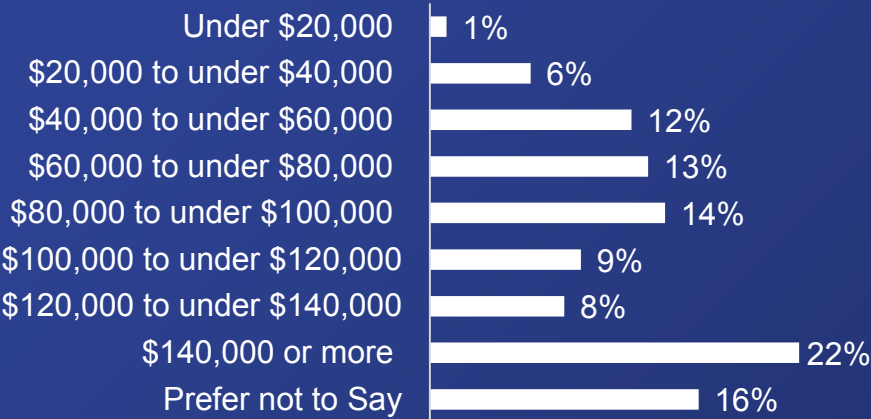 Under $20,000 1%
$20,000 to under $40,000 6%
$40,000 to under $60,000 12%
$60,000 to under $80,000 13%
$80,000 to under $100,000 14%
$100,000 to under $120,000 9%
$120,000 to under $140,000 8%
$140,000 or more 22%
Prefer not to Say 16%